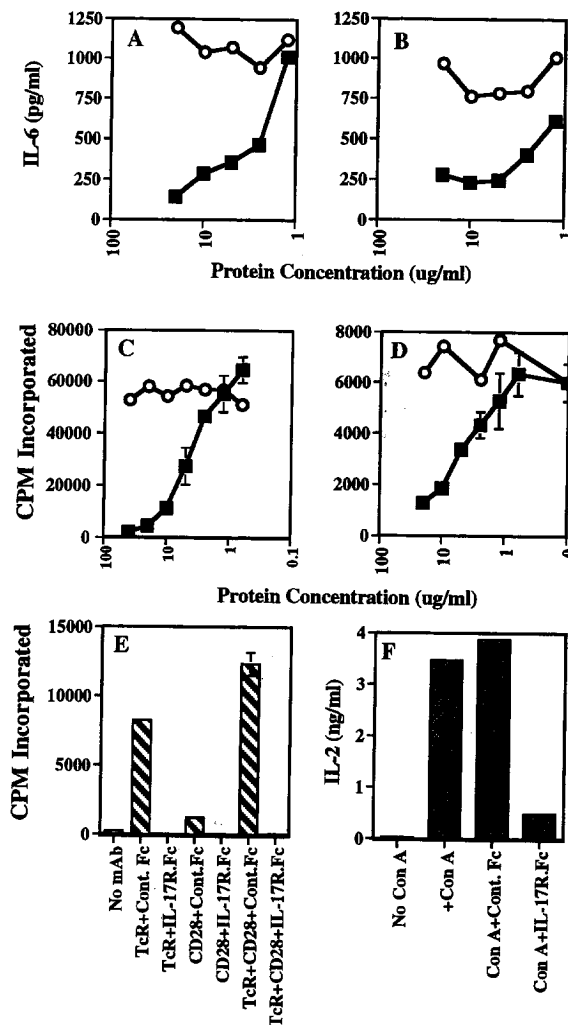 1250
1000
750
500
250
0
IL-6 (pg/ml)
A
100
10
1
1250
1000
750
500
250
0
B
100
10
1
Protein Concentration (ug/ml)
80000
60000
40000
20000
0
CPM Incorporated
C
100
10
1
0.1
8000
6000
4000
2000
0
D
100
10
1
0.1
Protein Concentration (ug/ml)
15000
10000
5000
0
CPM Incorporated
E
No mAb
TcR+Cont. Fc
TcR+IL-17R.Fc
CD28+Cont.Fc
CD28+IL-17R.Fc
TcR+CD28+Cont.Fc
TcR+CD28+IL-17R.Fc
4
3
2
1
0
IL-2 (ng/ml)
F
No Con A
+Con A
Con A+Cont. Fc
Con A+IL-17R.Fc